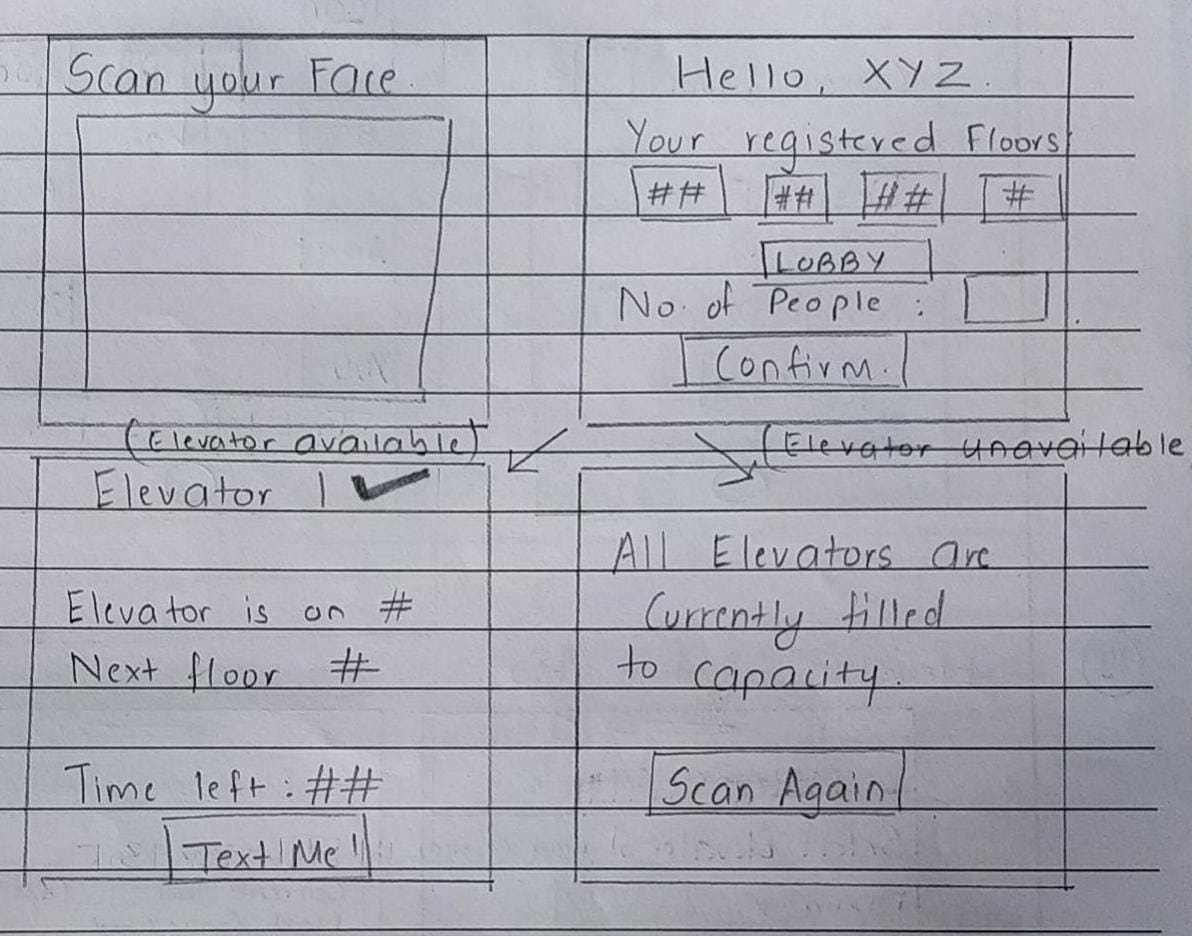 Scan your Face.
Hello, XYZ.
Your registered Floors
## ## ## #
LOBBY
No. of People :
Confirm.
(Elevator available)
(Elevator unavailable
Elevator 1 ✔
Elevator is on #
Next floor #
Time left : ##
Text Me!
All Elevators are
Currently filled
to capacity.
Scan Again